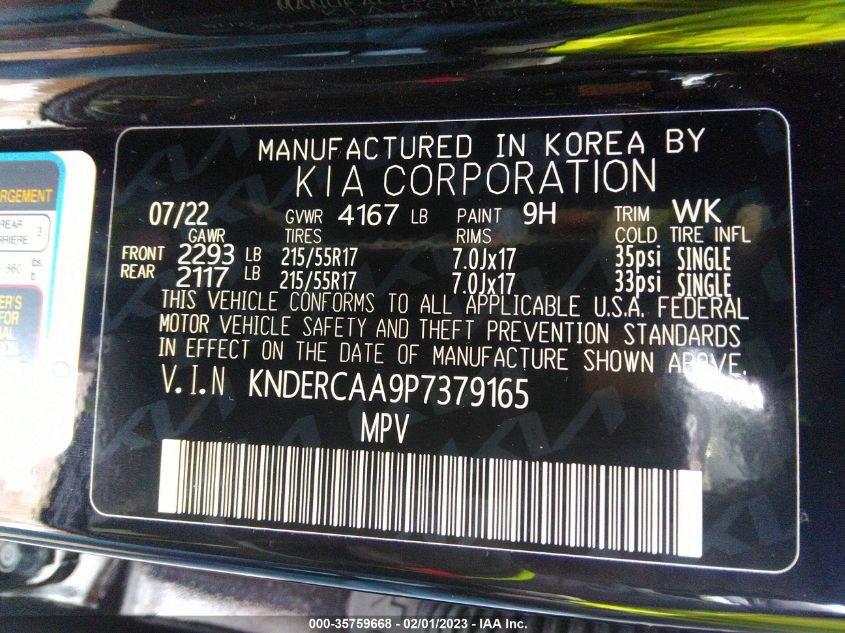 MANUFACTURED IN KOREA BY
KIA CORPORATION
07/22 GVWR 4167 LB PAINT 9H TRIM WK
GAWR TIRES RIMS COLD TIRE INFL
FRONT 2293 LB 215/55R17 7.0Jx17 35psi SINGLE
REAR 2117 LB 215/55R17 7.0Jx17 33psi SINGLE
THIS VEHICLE CONFORMS TO ALL APPLICABLE U.S.A. FEDERAL
MOTOR VEHICLE SAFETY AND THEFT PREVENTION STANDARDS
IN EFFECT ON THE DATE OF MANUFACTURE SHOWN ABOVE.
V.I.N KNDERCAA9P7379165
MPV
000-35759668 - 02/01/2023 - IAA Inc.